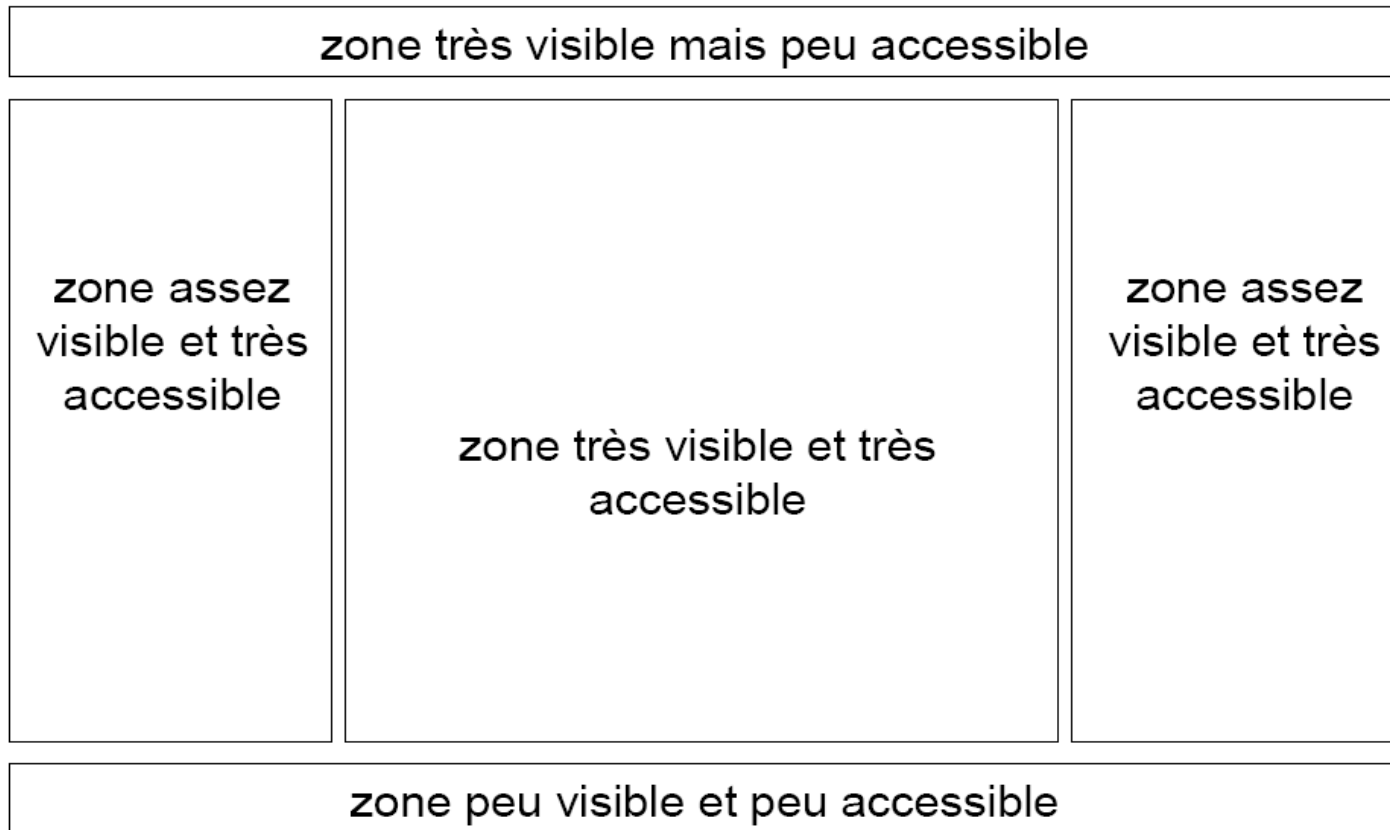 zone très visible mais peu accessible
zone assez
visible et très
accessible
zone très visible et très
accessible
zone assez
visible et très
accessible
zone peu visible et peu accessible